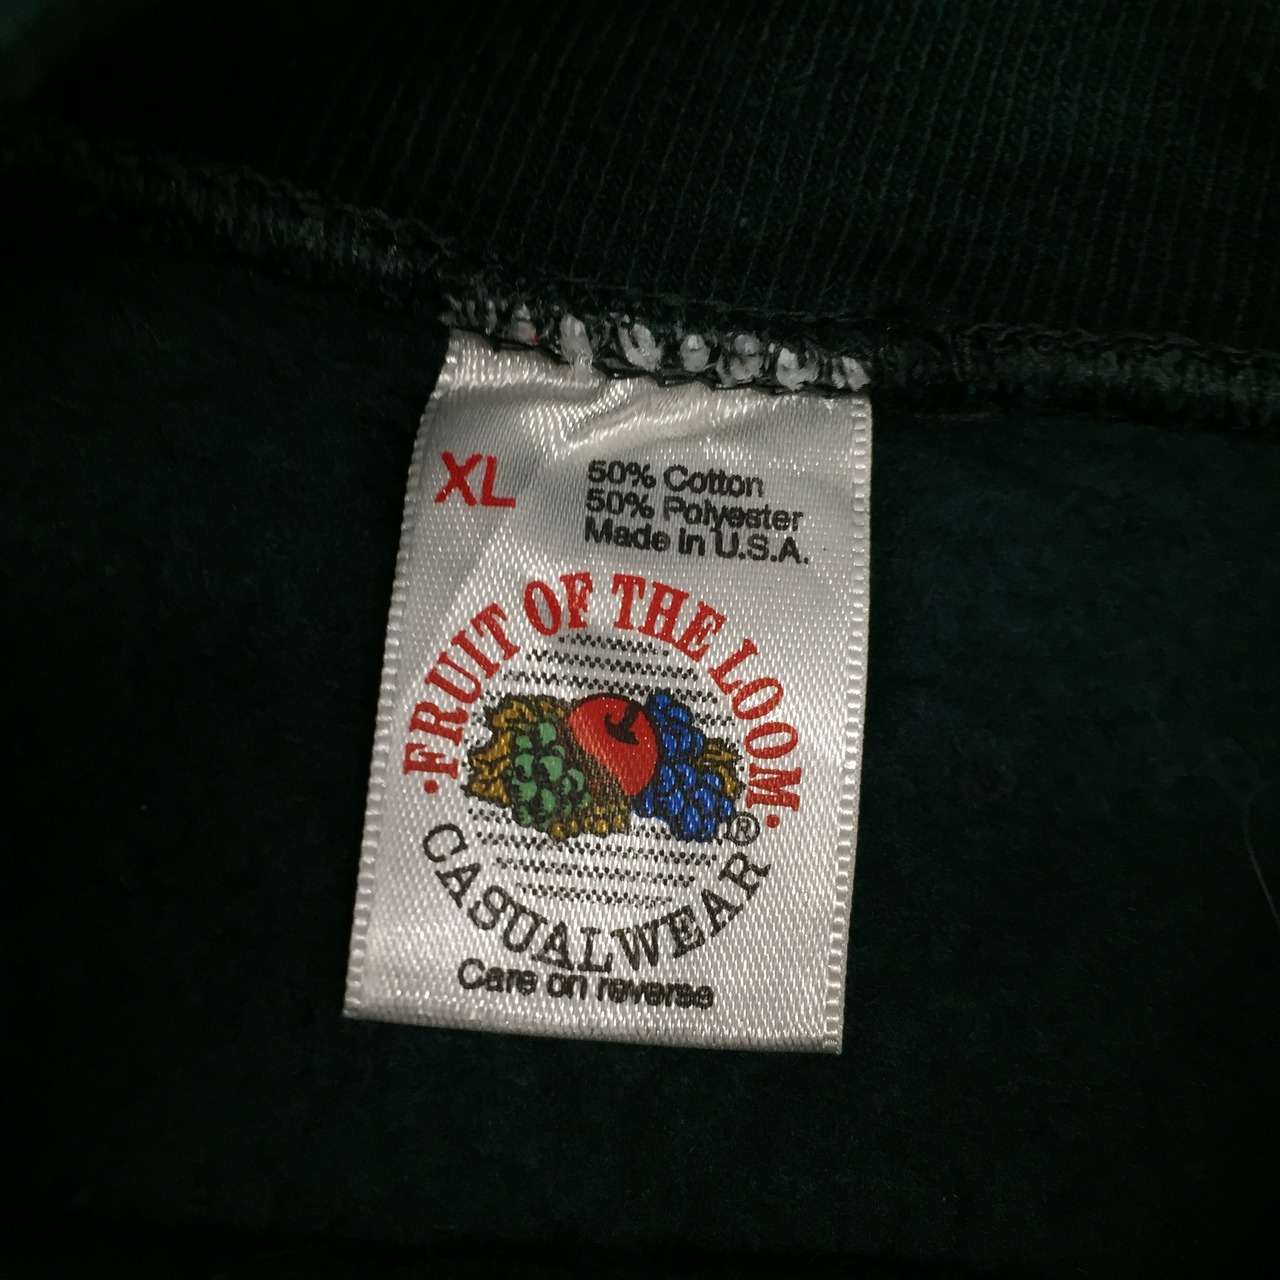 XL
50% Cotton
50% Polyester
Made in U.S.A.
·FRUIT OF THE LOOM·
®
CASUALWEAR
Care on reverse